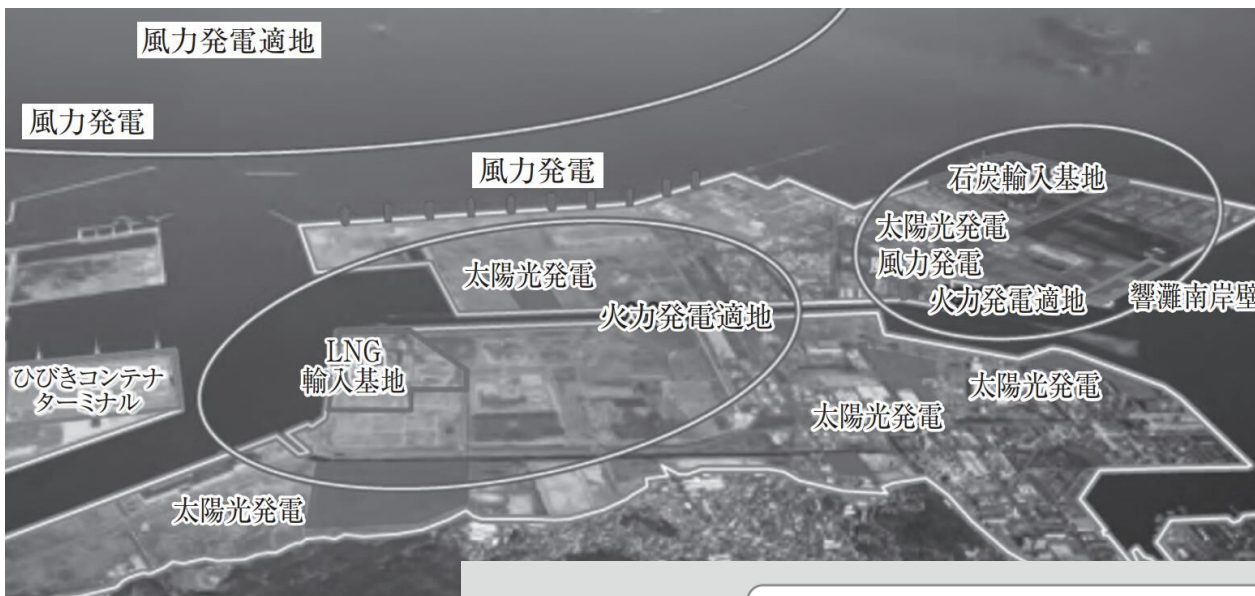 風力発電適地
風力発電
風力発電
石炭輸入基地
太陽光発電
風力発電
火力発電適地
響灘南岸壁
太陽光発電
火力発電適地
LNG
輸入基地
ひびきコンテナ
ターミナル
太陽光発電
太陽光発電
太陽光発電